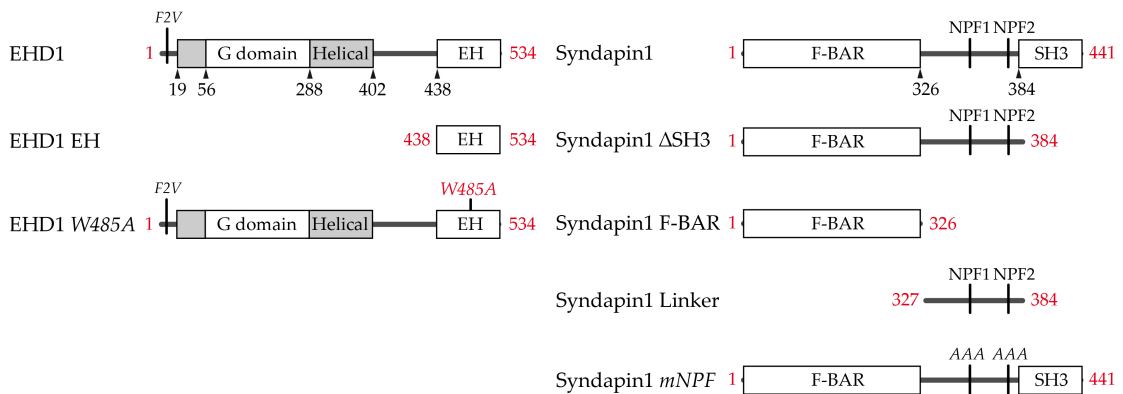 F2V
EHD1 1 G domain Helical EH 534
19 56 288 402 438
EHD1 EH 438 EH 534
F2V W485A
EHD1 W485A 1 G domain Helical EH 534
NPF1 NPF2
Syndapin1 1 F-BAR SH3 441
326 384
NPF1 NPF2
Syndapin1 ΔSH3 1 F-BAR 384
Syndapin1 F-BAR 1 F-BAR 326
NPF1 NPF2
Syndapin1 Linker 327 384
AAA AAA
Syndapin1 mNPF 1 F-BAR SH3 441